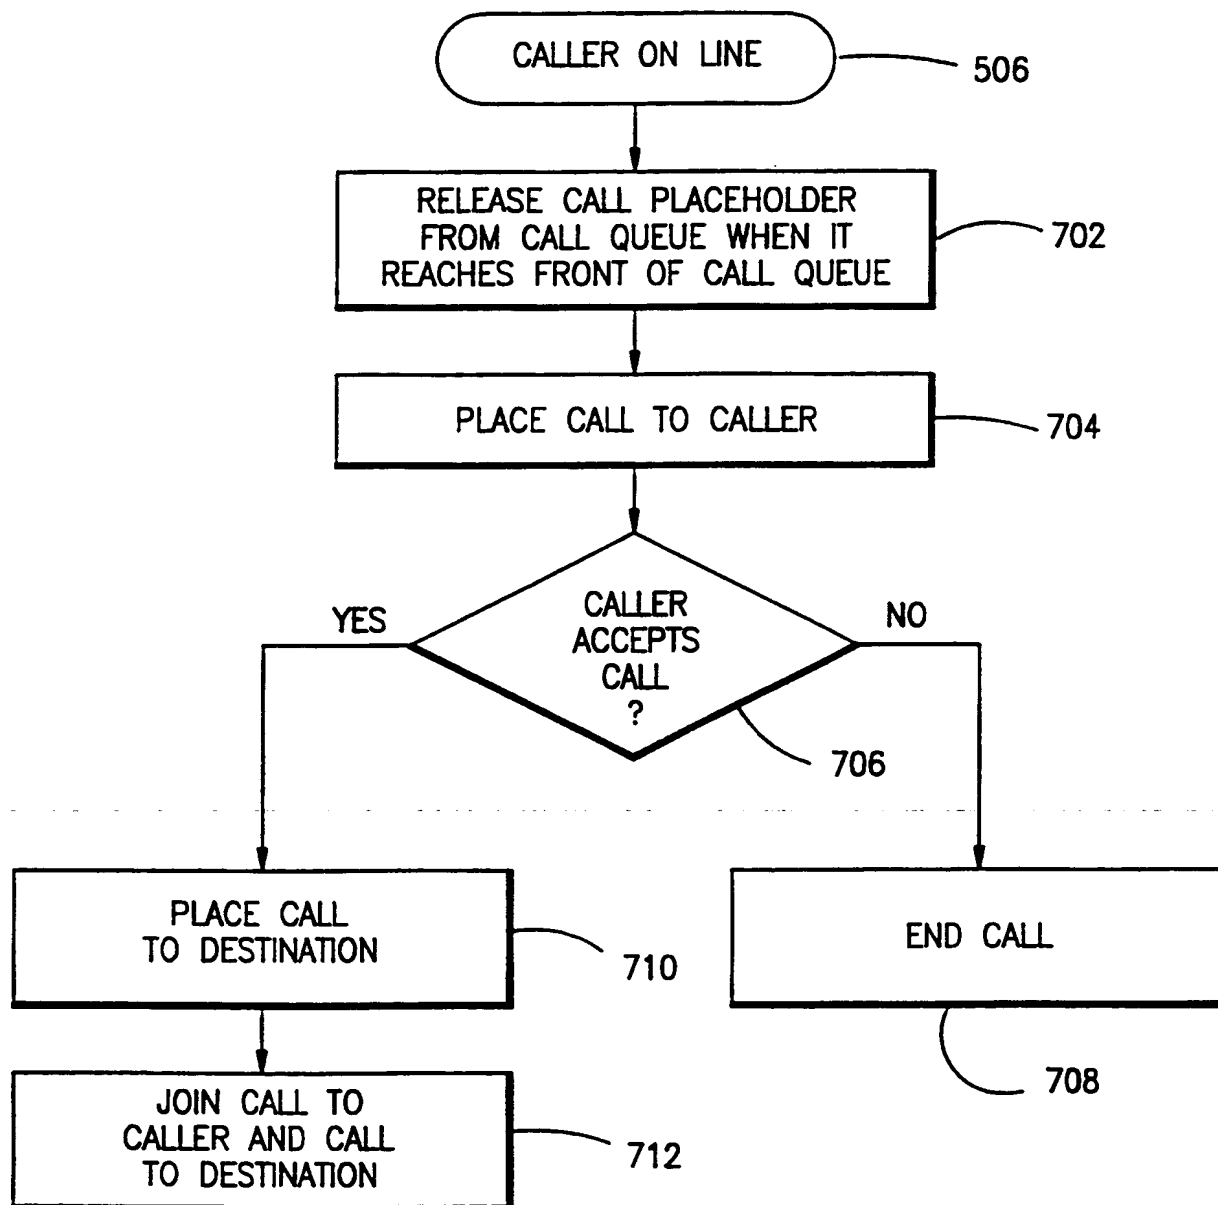 CALLER ON LINE
506
RELEASE CALL PLACEHOLDER
FROM CALL QUEUE WHEN IT
REACHES FRONT OF CALL QUEUE
702
PLACE CALL TO CALLER
704
CALLER
ACCEPTS
CALL
?
YES
NO
706
PLACE CALL
TO DESTINATION
710
END CALL
708
JOIN CALL TO
CALLER AND CALL
TO DESTINATION
712